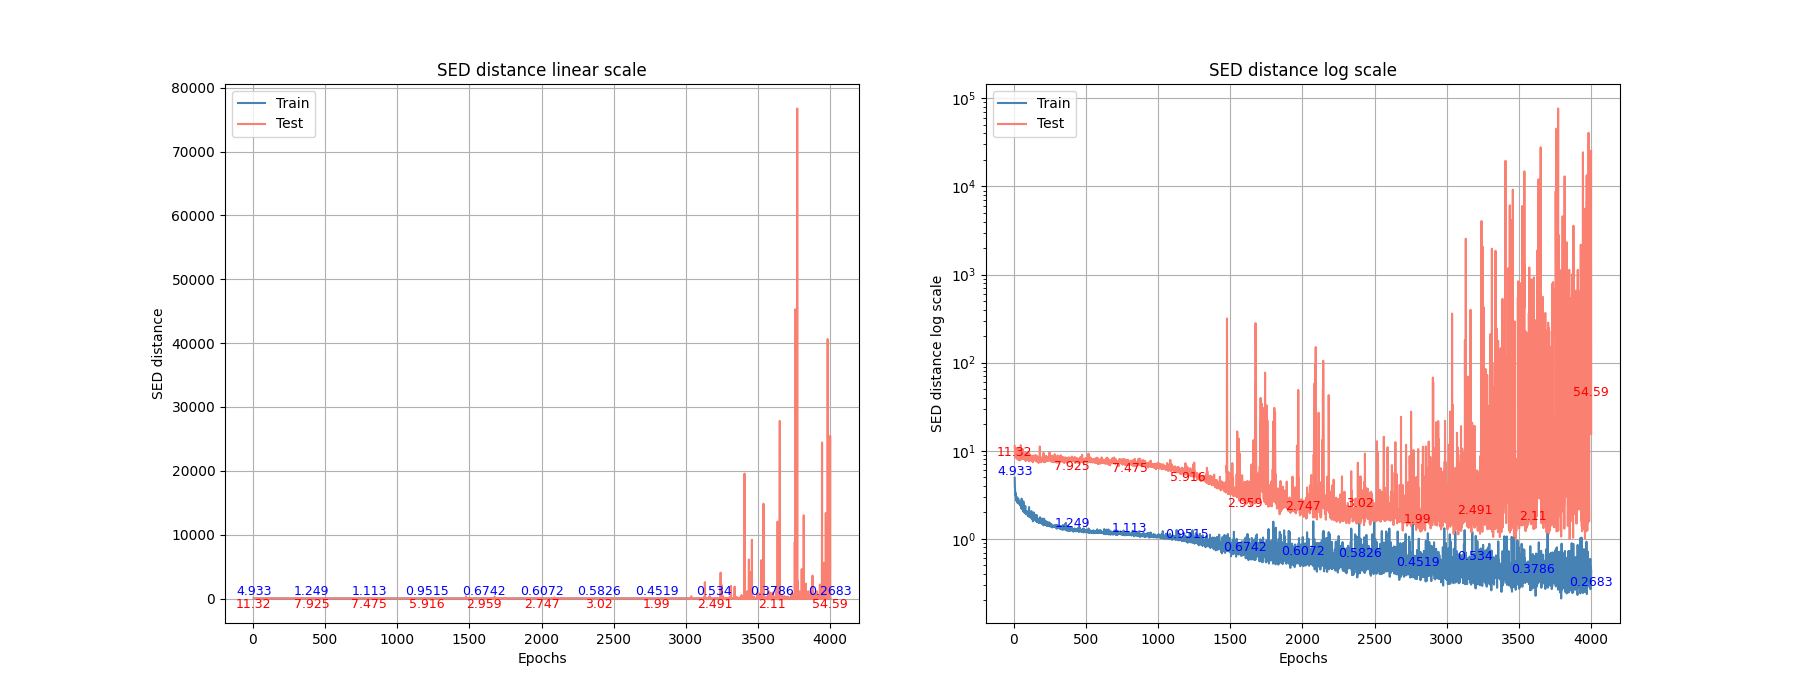 SED distance linear scale
Train
Test
80000
70000
60000
50000
40000
30000
20000
10000
0
SED distance
4.933 1.249 1.113 0.9515 0.6742 0.6072 0.5826 0.4519 0.534 0.3786 0.2683
11.32 7.925 7.475 5.916 2.959 2.747 3.02 1.99 2.491 2.11 54.59
0 500 1000 1500 2000 2500 3000 3500 4000
Epochs
SED distance log scale
Train
Test
10^5
10^4
10^3
10^2
10^1
10^0
SED distance log scale
11.32 7.925 7.475 5.916 2.959 2.747 3.02 1.99 2.491 2.11 54.59
4.933 1.249 1.113 0.9515 0.6742 0.6072 0.5826 0.4519 0.534 0.3786 0.2683
0 500 1000 1500 2000 2500 3000 3500 4000
Epochs